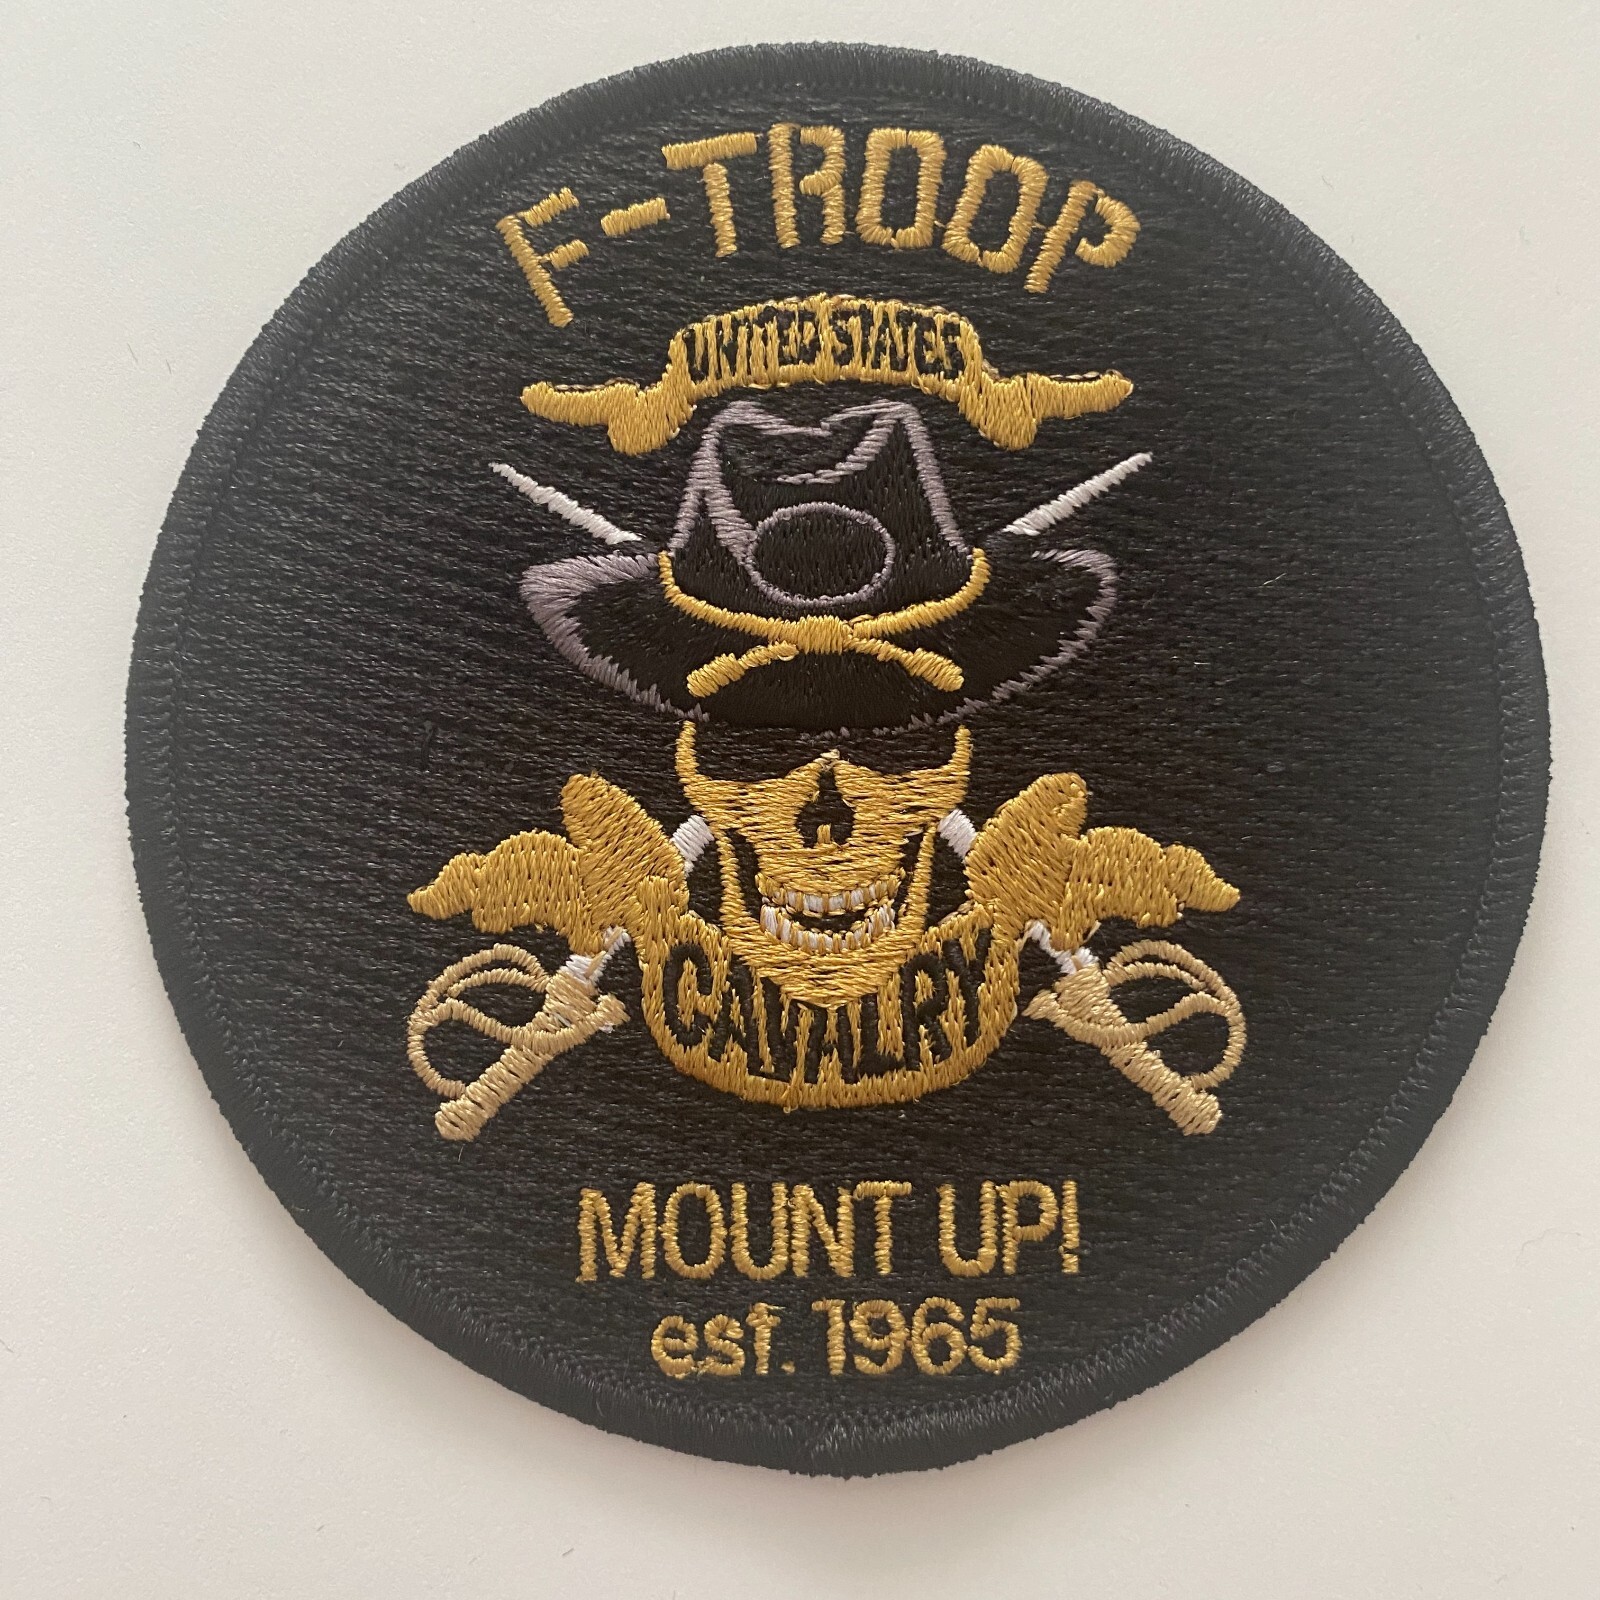 F-TROOP
UNITED STATES
CAVALRY
MOUNT UP!
est. 1965